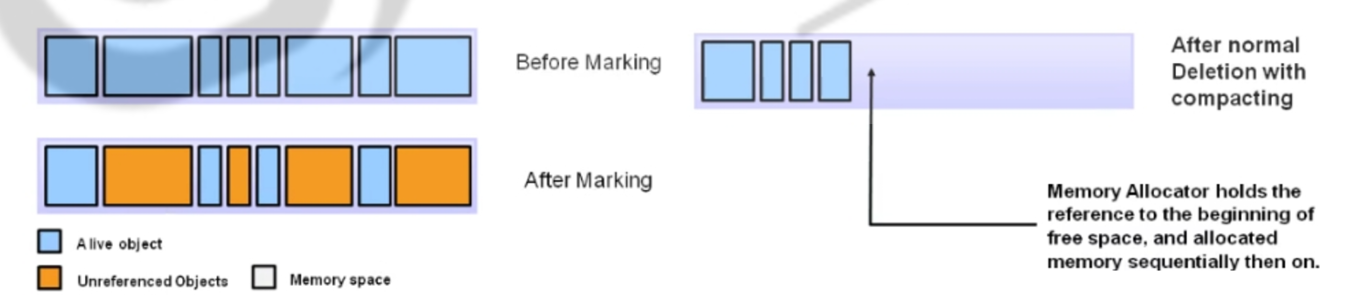 Before Marking
After normal
Deletion with
compacting
After Marking
Memory Allocator holds the
reference to the beginning of
free space, and allocated
memory sequentially then on.
Alive object
Unreferenced Objects
Memory space